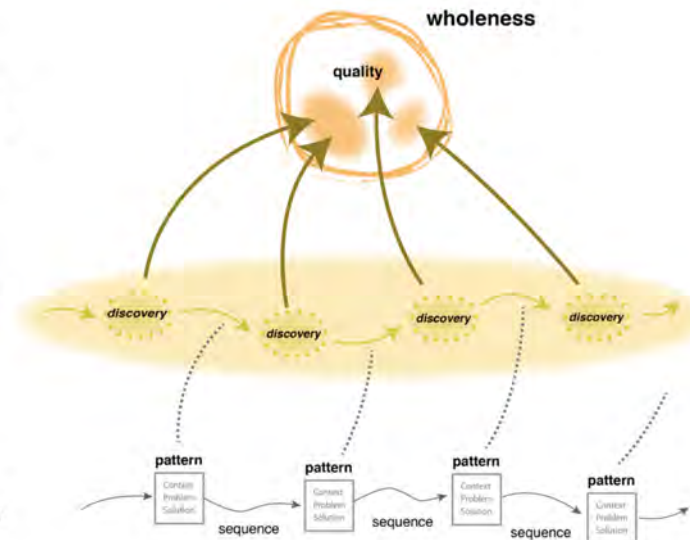 wholeness
quality
discovery
discovery
discovery
discovery
pattern
Context
Problem
Solution
sequence
pattern
Context
Problem
Solution
sequence
pattern
Context
Problem
Solution
sequence
pattern
Context
Problem
Solution